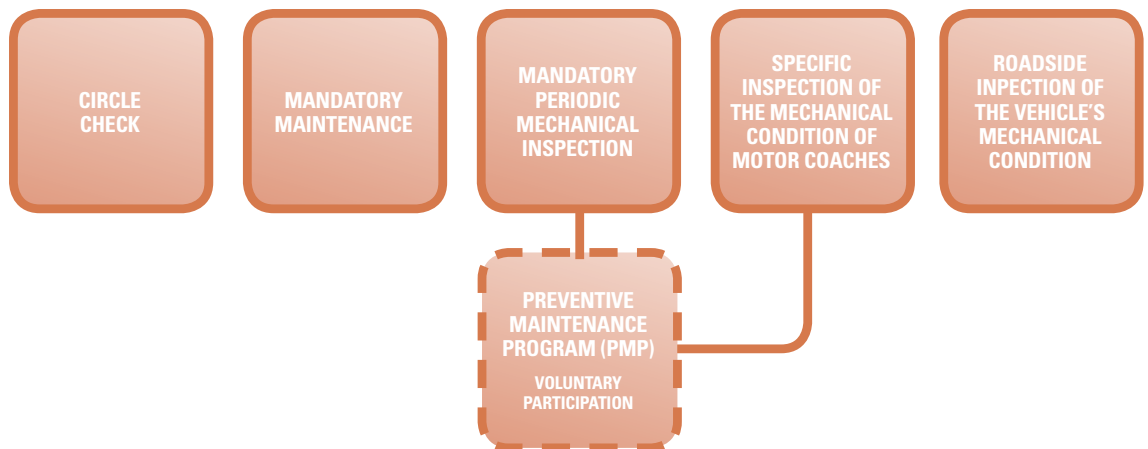 CIRCLE
CHECK
MANDATORY
MAINTENANCE
MANDATORY
PERIODIC
MECHANICAL
INSPECTION
SPECIFIC
INSPECTION OF
THE MECHANICAL
CONDITION OF
MOTOR COACHES
ROADSIDE
INPECTION OF
THE VEHICLE'S
MECHANICAL
CONDITION
PREVENTIVE
MAINTENANCE
PROGRAM (PMP)
VOLUNTARY
PARTICIPATION